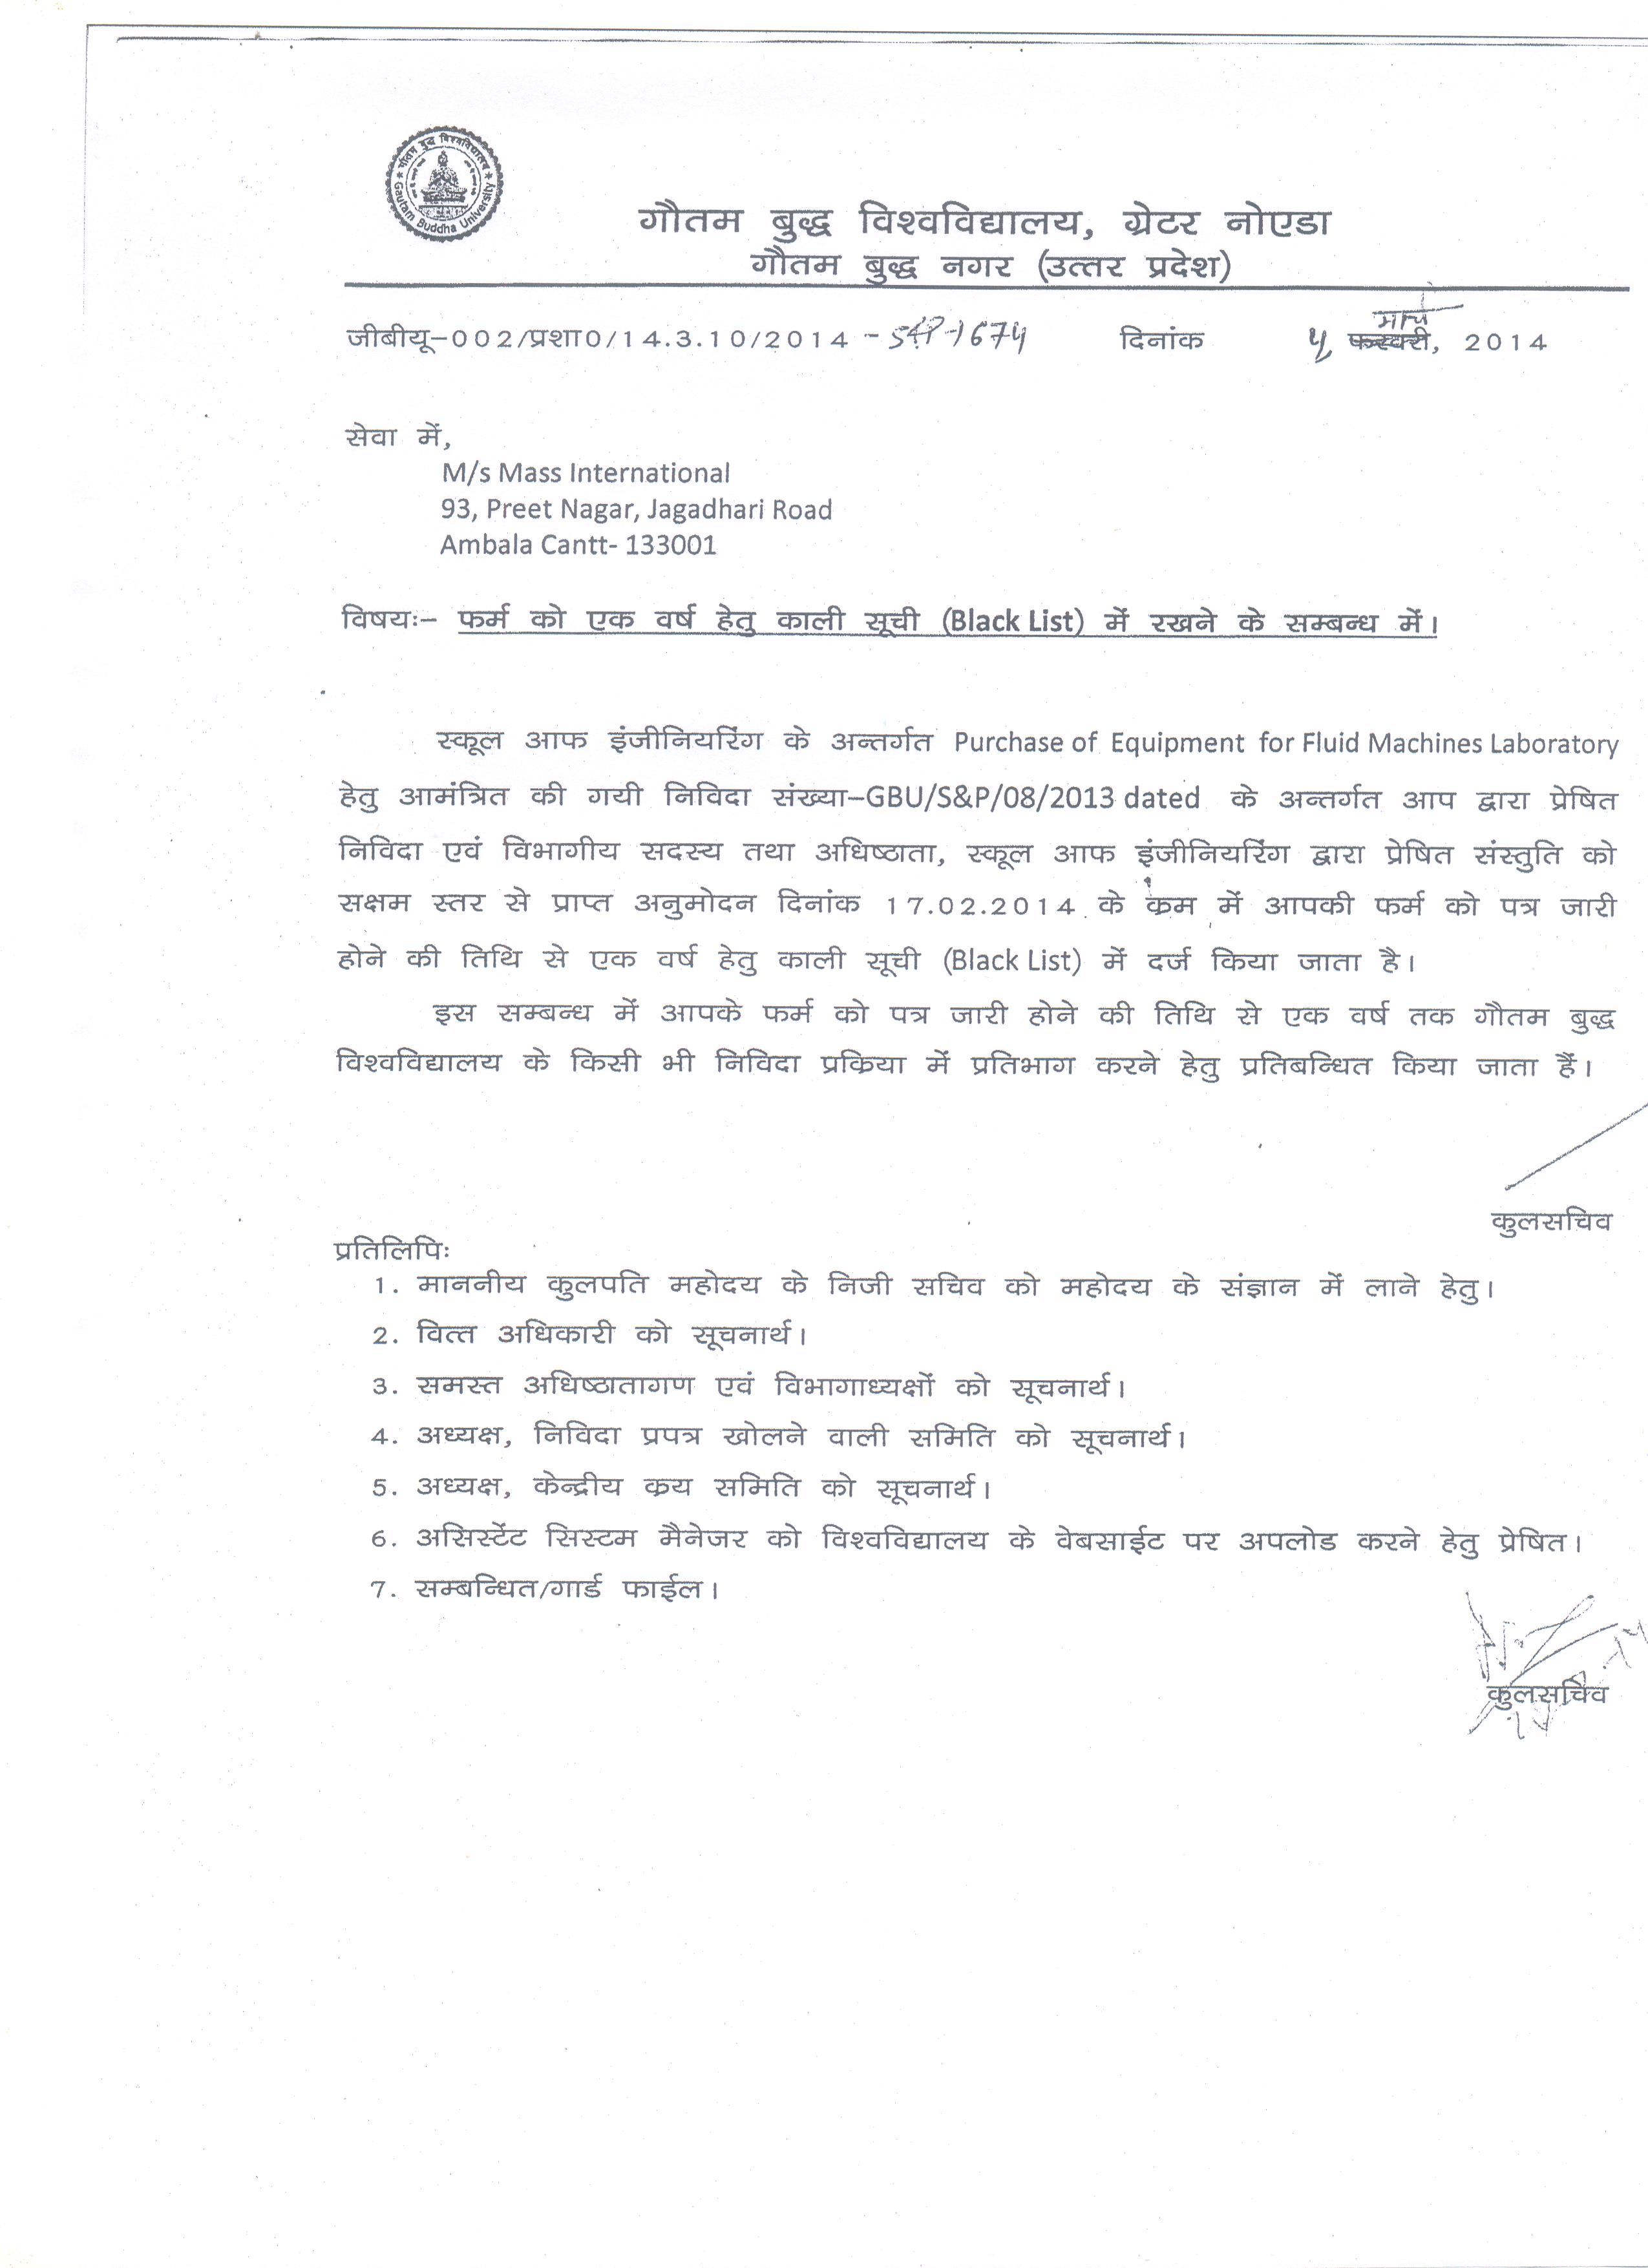 गौतम बुद्ध विश्वविद्यालय
Gautam Buddha University
गौतम बुद्ध विश्वविद्यालय, ग्रेटर नोएडा
गौतम बुद्ध नगर (उत्तर प्रदेश)
जीबीयू–002/प्रशा0/14.3.10/2014 - S&P-1674 दिनांक 4, फरवरी मार्च, 2014
सेवा में,
M/s Mass International
93, Preet Nagar, Jagadhari Road
Ambala Cantt- 133001
विषयः– फर्म को एक वर्ष हेतु काली सूची (Black List) में रखने के सम्बन्ध में।
स्कूल आफ इंजीनियरिंग के अन्तर्गत Purchase of Equipment for Fluid Machines Laboratory
हेतु आमंत्रित की गयी निविदा संख्या–GBU/S&P/08/2013 dated के अन्तर्गत आप द्वारा प्रेषित
निविदा एवं विभागीय सदस्य तथा अधिष्ठाता, स्कूल आफ इंजीनियरिंग द्वारा प्रेषित संस्तुति को
सक्षम स्तर से प्राप्त अनुमोदन दिनांक 17.02.2014 के क्रम में आपकी फर्म को पत्र जारी
होने की तिथि से एक वर्ष हेतु काली सूची (Black List) में दर्ज किया जाता है।
इस सम्बन्ध में आपके फर्म को पत्र जारी होने की तिथि से एक वर्ष तक गौतम बुद्ध
विश्वविद्यालय के किसी भी निविदा प्रक्रिया में प्रतिभाग करने हेतु प्रतिबन्धित किया जाता हैं।
कुलसचिव
प्रतिलिपिः
1. माननीय कुलपति महोदय के निजी सचिव को महोदय के संज्ञान में लाने हेतु।
2. वित्त अधिकारी को सूचनार्थ।
3. समस्त अधिष्ठातागण एवं विभागाध्यक्षों को सूचनार्थ।
4. अध्यक्ष, निविदा प्रपत्र खोलने वाली समिति को सूचनार्थ।
5. अध्यक्ष, केन्द्रीय क्रय समिति को सूचनार्थ।
6. असिस्टेंट सिस्टम मैनेजर को विश्वविद्यालय के वेबसाईट पर अपलोड करने हेतु प्रेषित।
7. सम्बन्धित/गार्ड फाईल।
कुलसचिव